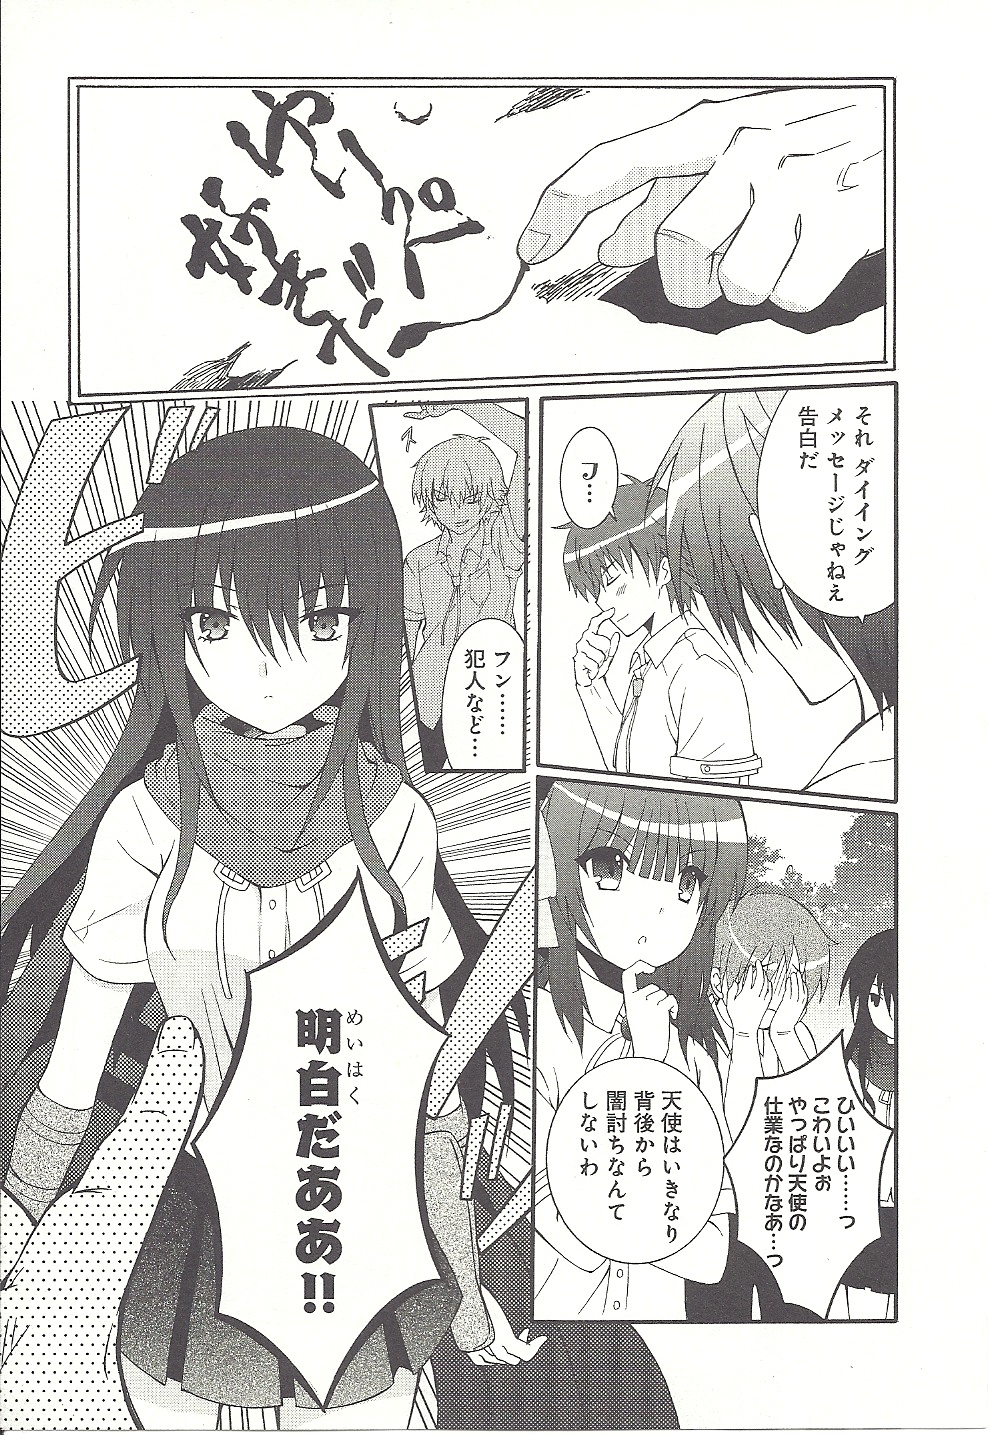 ゆいっぺ
好きだ!!
それ ダイイング
メッセージじゃねえ
告白だ
フ…
天使はいきなり
背後から
闇討ちなんて
しないわ
ひいいい……っ
こわいよぉ
やっぱり天使の
仕業なのかなあ…っ
ス
フン……
犯人など…
めいはく
明白だああ!!